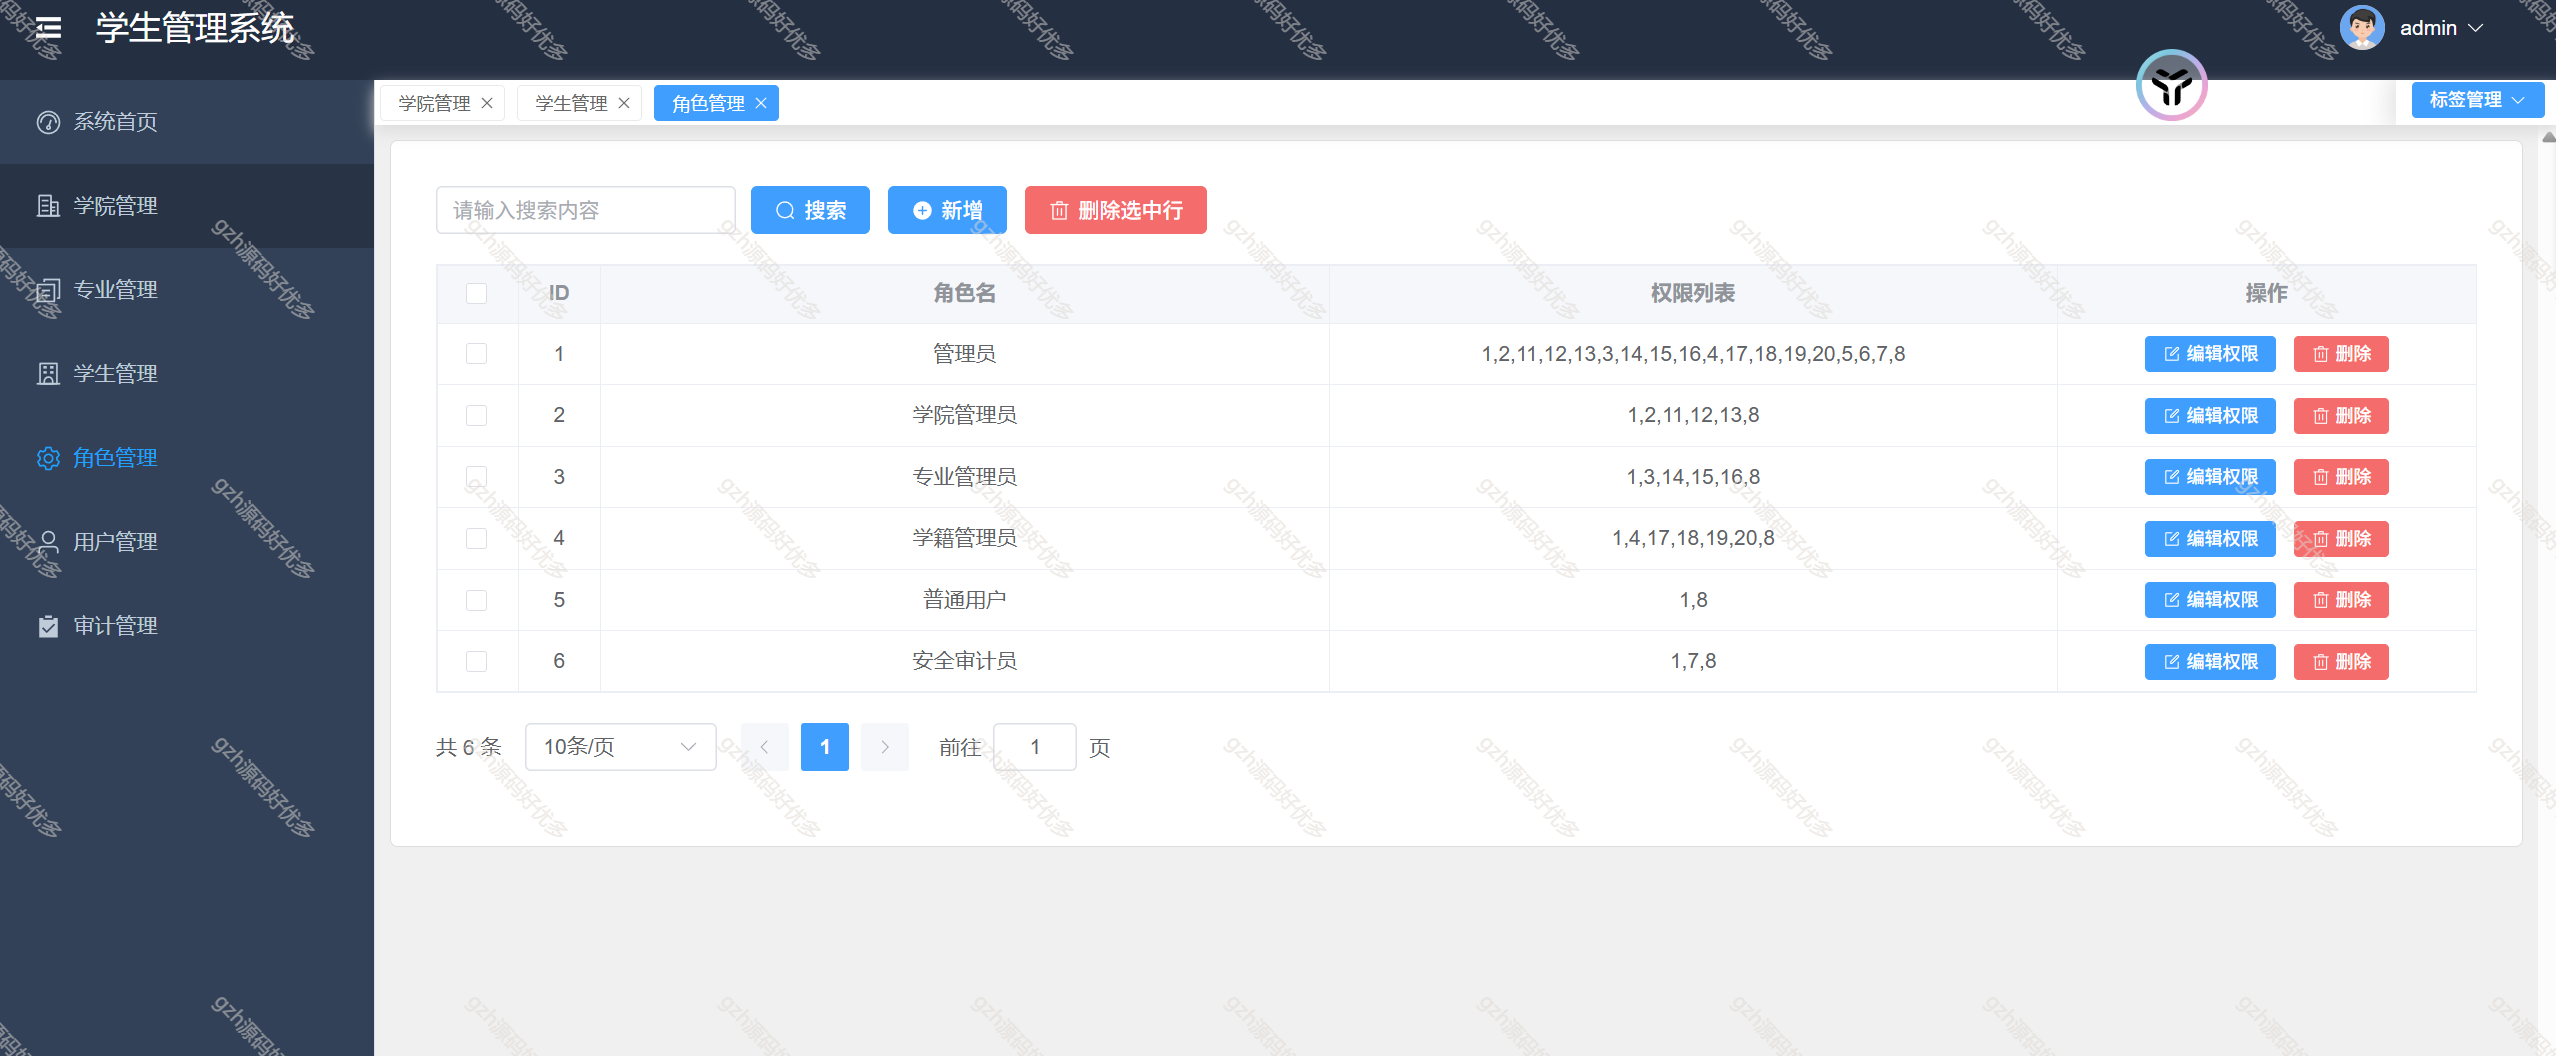 学生管理系统
admin
系统首页
学院管理
专业管理
学生管理
角色管理
用户管理
审计管理
学院管理 学生管理 角色管理
标签管理
请输入搜索内容 搜索 新增 删除选中行
ID 角色名 权限列表 操作
1 管理员 1,2,11,12,13,3,14,15,16,4,17,18,19,20,5,6,7,8 编辑权限 删除
2 学院管理员 1,2,11,12,13,8 编辑权限 删除
3 专业管理员 1,3,14,15,16,8 编辑权限 删除
4 学籍管理员 1,4,17,18,19,20,8 编辑权限 删除
5 普通用户 1,8 编辑权限 删除
6 安全审计员 1,7,8 编辑权限 删除
共 6 条 10条/页 1 前往 1 页
gzh源码好优多